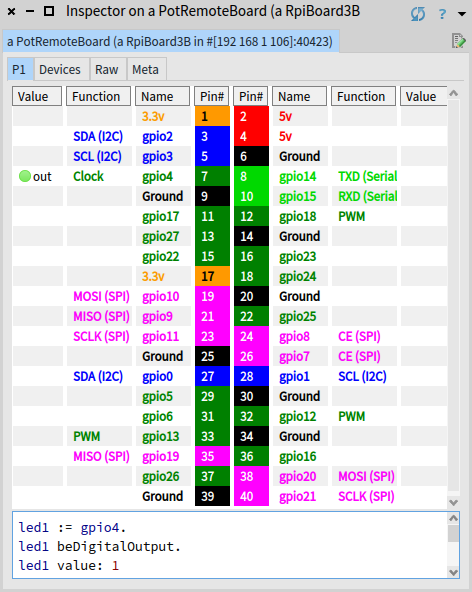 Inspector on a PotRemoteBoard (a RpiBoard3B
?
a PotRemoteBoard (a RpiBoard3B in #[192 168 1 106]:40423)
P1 Devices Raw Meta
Value Function Name Pin# Pin# Name Function Value
3.3v 1 2 5v
SDA (I2C) gpio2 3 4 5v
SCL (I2C) gpio3 5 6 Ground
out Clock gpio4 7 8 gpio14 TXD (Serial
Ground 9 10 gpio15 RXD (Serial
gpio17 11 12 gpio18 PWM
gpio27 13 14 Ground
gpio22 15 16 gpio23
3.3v 17 18 gpio24
MOSI (SPI) gpio10 19 20 Ground
MISO (SPI) gpio9 21 22 gpio25
SCLK (SPI) gpio11 23 24 gpio8 CE (SPI)
Ground 25 26 gpio7 CE (SPI)
SDA (I2C) gpio0 27 28 gpio1 SCL (I2C)
gpio5 29 30 Ground
gpio6 31 32 gpio12 PWM
PWM gpio13 33 34 Ground
MISO (SPI) gpio19 35 36 gpio16
gpio26 37 38 gpio20 MOSI (SPI)
Ground 39 40 gpio21 SCLK (SPI)
led1 := gpio4.
led1 beDigitalOutput.
led1 value: 1